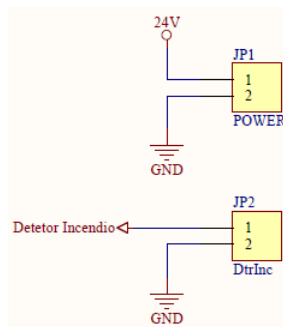 24V
JP1
1
2
POWER
GND
JP2
Detetor Incendio
1
2
DtrInc
GND